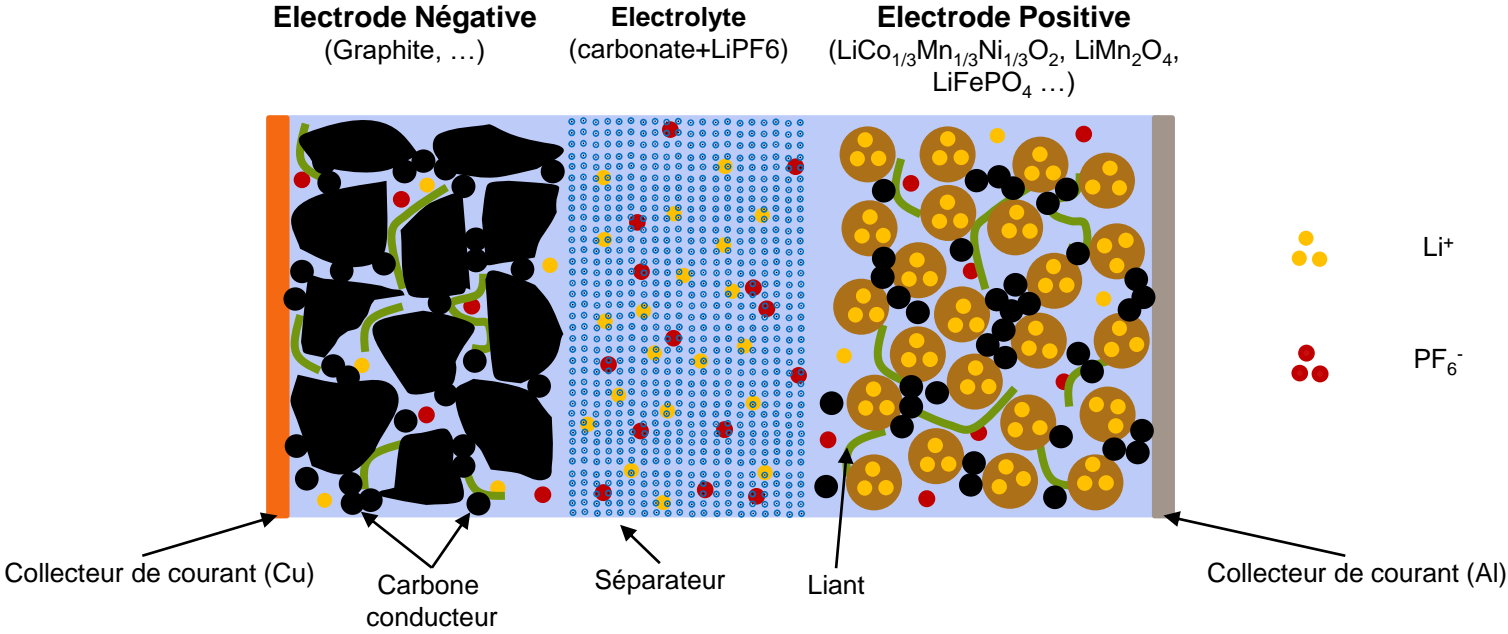 Electrode Négative
(Graphite, …)
Electrolyte
(carbonate+LiPF6)
Electrode Positive
(LiCo1/3Mn1/3Ni1/3O2, LiMn2O4,
LiFePO4 …)
Li+
PF6-
Collecteur de courant (Cu)
Carbone
conducteur
Séparateur
Liant
Collecteur de courant (Al)